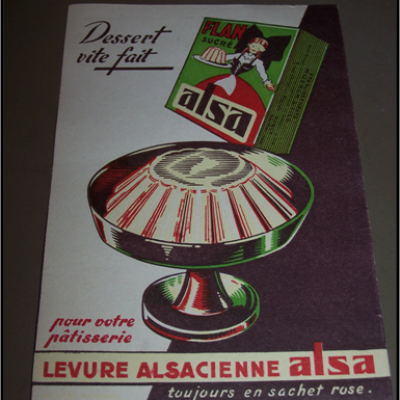 Dessert
vite fait
FLAN
SUCRÉ
alsa
pour votre
pâtisserie
LEVURE ALSACIENNE alsa
toujours en sachet rose.